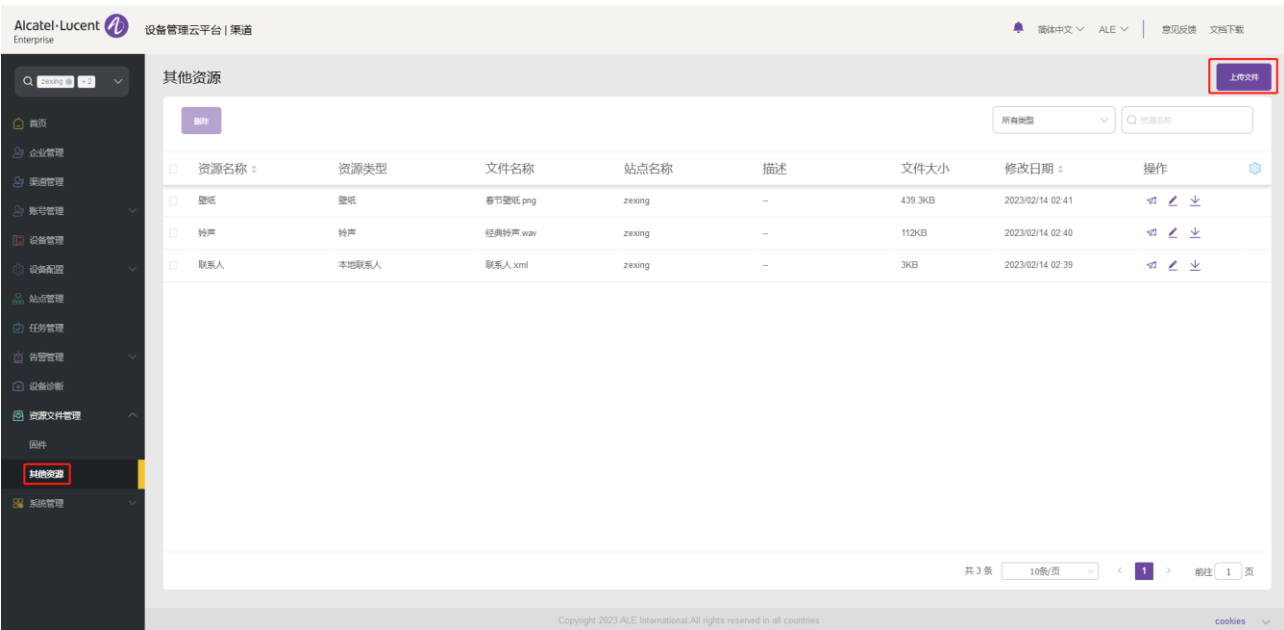 Alcatel·Lucent
Enterprise
设备管理云平台 | 渠道
简体中文
ALE
意见反馈
文档下载
zexing
+ 2
首页
企业管理
渠道管理
账号管理
设备管理
设备配置
站点管理
任务管理
告警管理
设备诊断
资源文件管理
固件
其他资源
系统管理
其他资源
上传文件
删除
所有类型
资源名称
资源名称 资源类型 文件名称 站点名称 描述 文件大小 修改日期 操作
壁纸 壁纸 春节壁纸.png zexing -- 439.3KB 2023/02/14 02:41
铃声 铃声 经典铃声.wav zexing -- 112KB 2023/02/14 02:40
联系人 本地联系人 联系人.xml zexing -- 3KB 2023/02/14 02:39
共 3 条 10条/页 < 1 > 前往 1 页
Copyright 2023 ALE International.All rights reserved in all countries
cookies